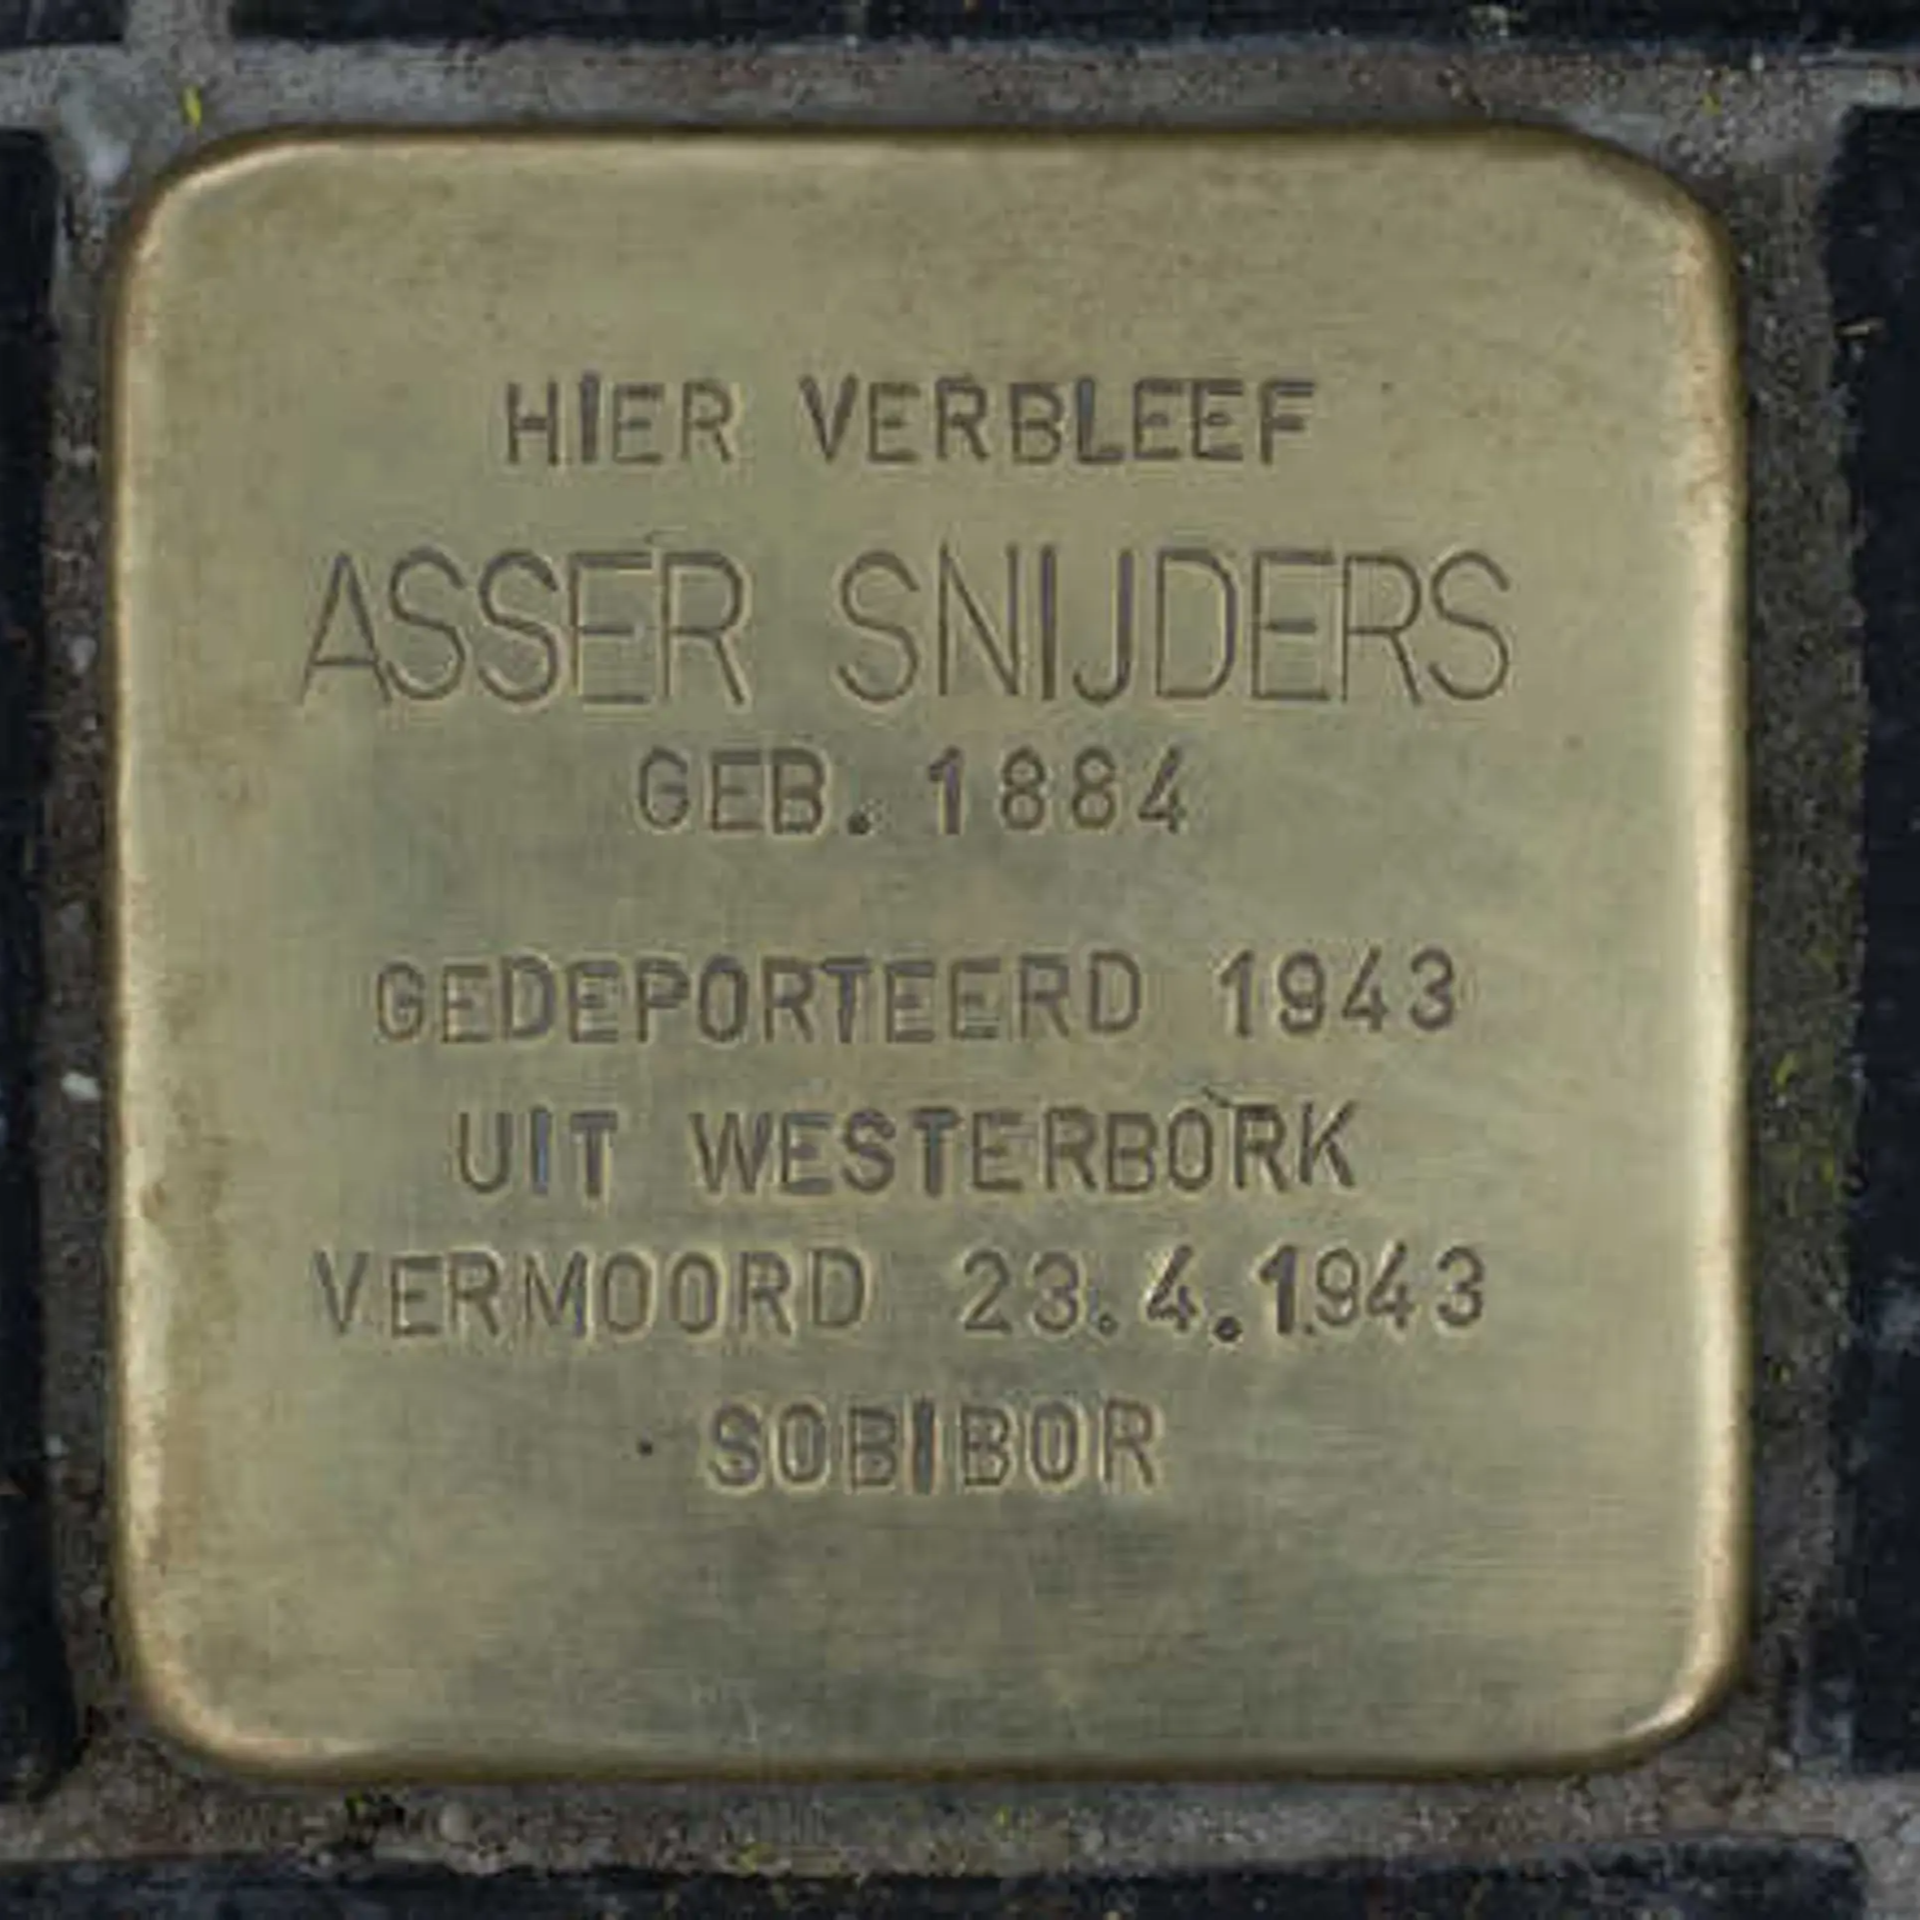 HIER VERBLEEF
ASSER SNIJDERS
GEB. 1884
GEDEPORTEERD 1943
UIT WESTERBORK
VERMOORD 23.4.1943
SOBIBOR